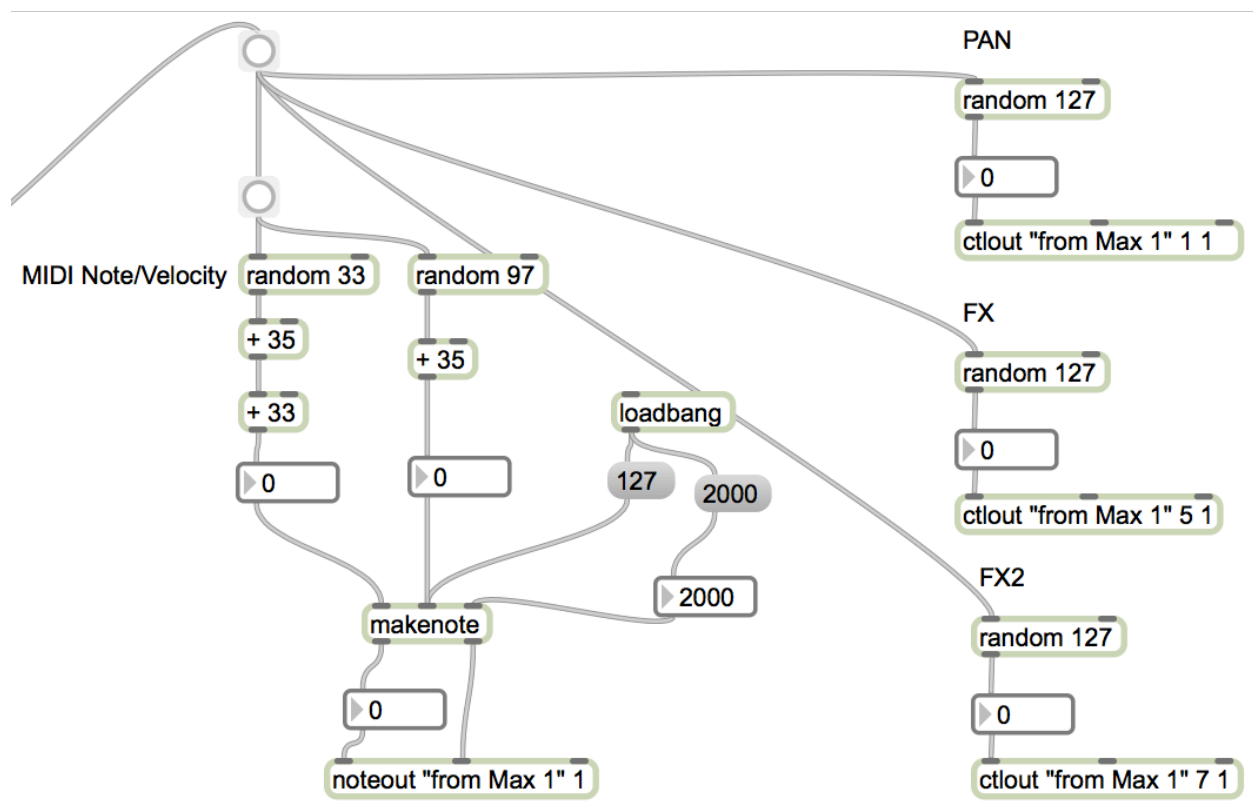 PAN
random 127
0
ctlout "from Max 1" 1 1
MIDI Note/Velocity
random 33
random 97
+ 35
+ 35
+ 33
0
0
loadbang
127
2000
2000
makenote
0
noteout "from Max 1" 1
FX
random 127
0
ctlout "from Max 1" 5 1
FX2
random 127
0
ctlout "from Max 1" 7 1